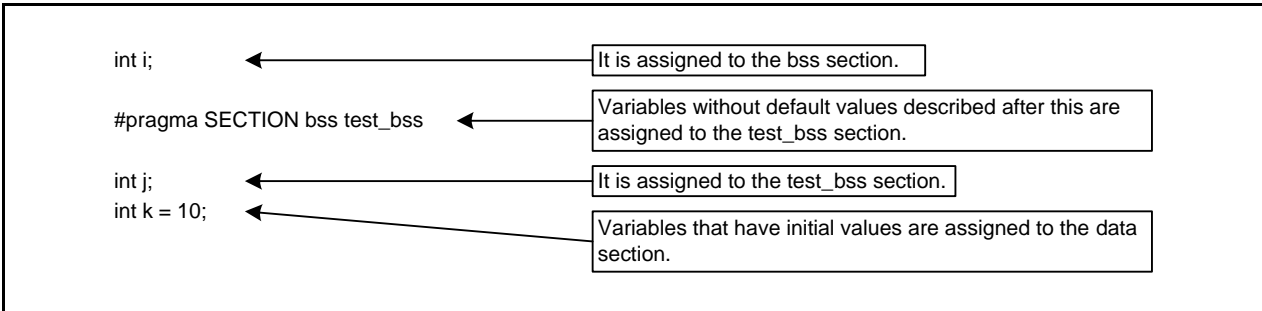 int i;
It is assigned to the bss section.
#pragma SECTION bss test_bss
Variables without default values described after this are
assigned to the test_bss section.
int j;
It is assigned to the test_bss section.
int k = 10;
Variables that have initial values are assigned to the data
section.